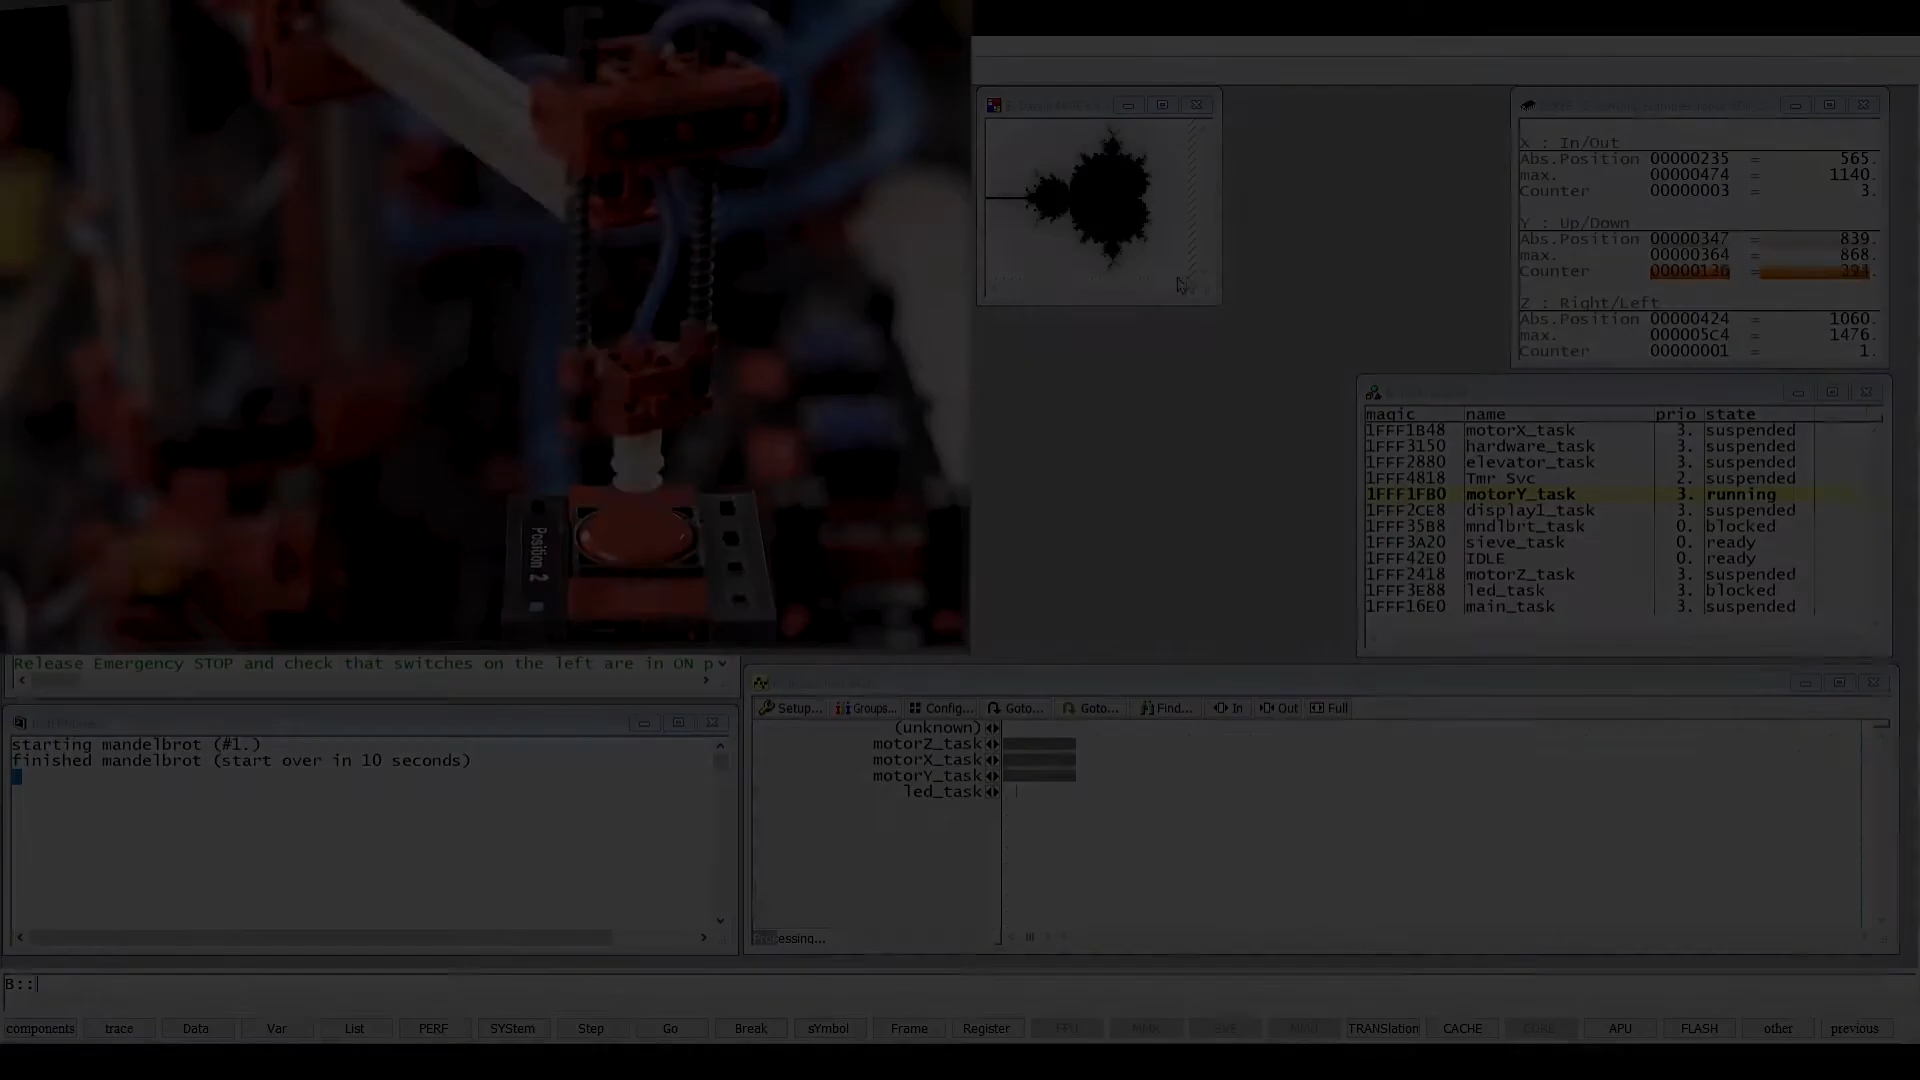 Position 2
X : In/Out
Abs.Position 00000235 = 565.
max. 00000474 = 1140.
Counter 00000003 = 3.
Y : Up/Down
Abs.Position 00000347 = 839.
max. 00000364 = 868.
Counter =
Z : Right/Left
Abs.Position 00000424 = 1060.
max. 000005C4 = 1476.
Counter 00000001 = 1.
magic name prio state
1FFF1B48 motorX_task 3. suspended
1FFF3150 hardware_task 3. suspended
1FFF2880 elevator_task 3. suspended
1FFF4818 Tmr Svc 2. suspended
1FFF1FB0 motorY_task 3. running
1FFF2CE8 display1_task 3. suspended
1FFF35B8 mndlbrt_task 0. blocked
1FFF3A20 sieve_task 0. ready
1FFF42E0 IDLE 0. ready
1FFF2418 motorZ_task 3. suspended
1FFF3E88 led_task 3. blocked
1FFF16E0 main_task 3. suspended
Release Emergency STOP and check that switches on the left are in ON p
starting mandelbrot (#1.)
finished mandelbrot (start over in 10 seconds)
Setup... Groups... Config... Goto... Goto... Find... In Out Full
(unknown)
motorZ_task
motorX_task
motorY_task
led_task
Processing...
B::
components trace Data Var List PERF SYStem Step Go Break sYmbol Frame Register FPU MMX SVE MMU TRANSlation CACHE CORE APU FLASH other previous